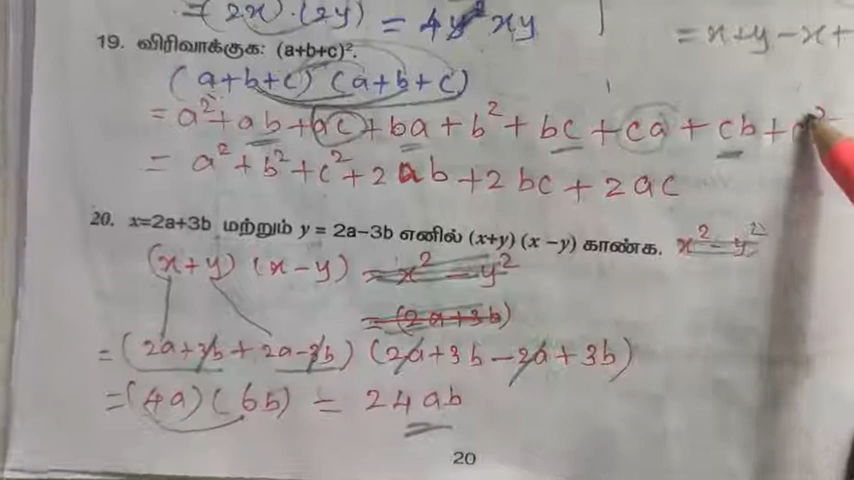 = (2x) · (2y) = 4 xy
= x+y-x+
19. விரிவாக்குக: (a+b+c)².
(a+b+c) (a+b+c)
= a² + ab + ac + ba + b² + bc + ca + cb + c²
= a² + b² + c² + 2ab + 2bc + 2ac
20. x=2a+3b மற்றும் y = 2a-3b எனில் (x+y) (x-y) காண்க. x² - y²
(x+y) (x-y) = x² - y²
= (2a+3b)
= (2a+3b+2a-3b) (2a+3b-2a+3b)
= (4a) (6b) = 24ab
20